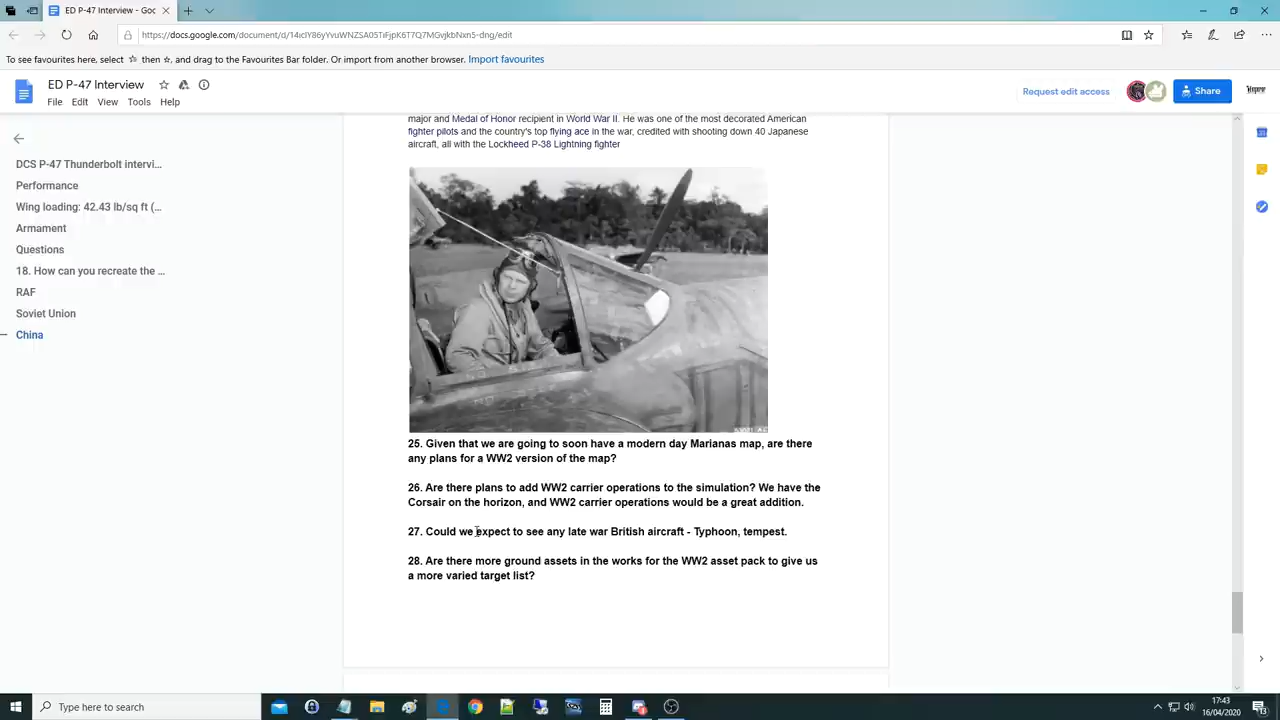 ED P-47 Interview - Goo
https://docs.google.com/document/d/14iclY86yYvuWNZSA05TiFjpK6T7Q7MGvjkbNxn5-dng/edit
To see favourites here, select then ☆, and drag to the Favourites Bar folder. Or import from another browser. Import favourites
ED P-47 Interview
File Edit View Tools Help
Request edit access
Share
DCS P-47 Thunderbolt intervi...
Performance
Wing loading: 42.43 lb/sq ft (...
Armament
Questions
18. How can you recreate the ...
RAF
Soviet Union
China
major and Medal of Honor recipient in World War II. He was one of the most decorated American
fighter pilots and the country's top flying ace in the war, credited with shooting down 40 Japanese
aircraft, all with the Lockheed P-38 Lightning fighter
25. Given that we are going to soon have a modern day Marianas map, are there
any plans for a WW2 version of the map?
26. Are there plans to add WW2 carrier operations to the simulation? We have the
Corsair on the horizon, and WW2 carrier operations would be a great addition.
27. Could we expect to see any late war British aircraft - Typhoon, tempest.
28. Are there more ground assets in the works for the WW2 asset pack to give us
a more varied target list?
Type here to search
17:43
16/04/2020